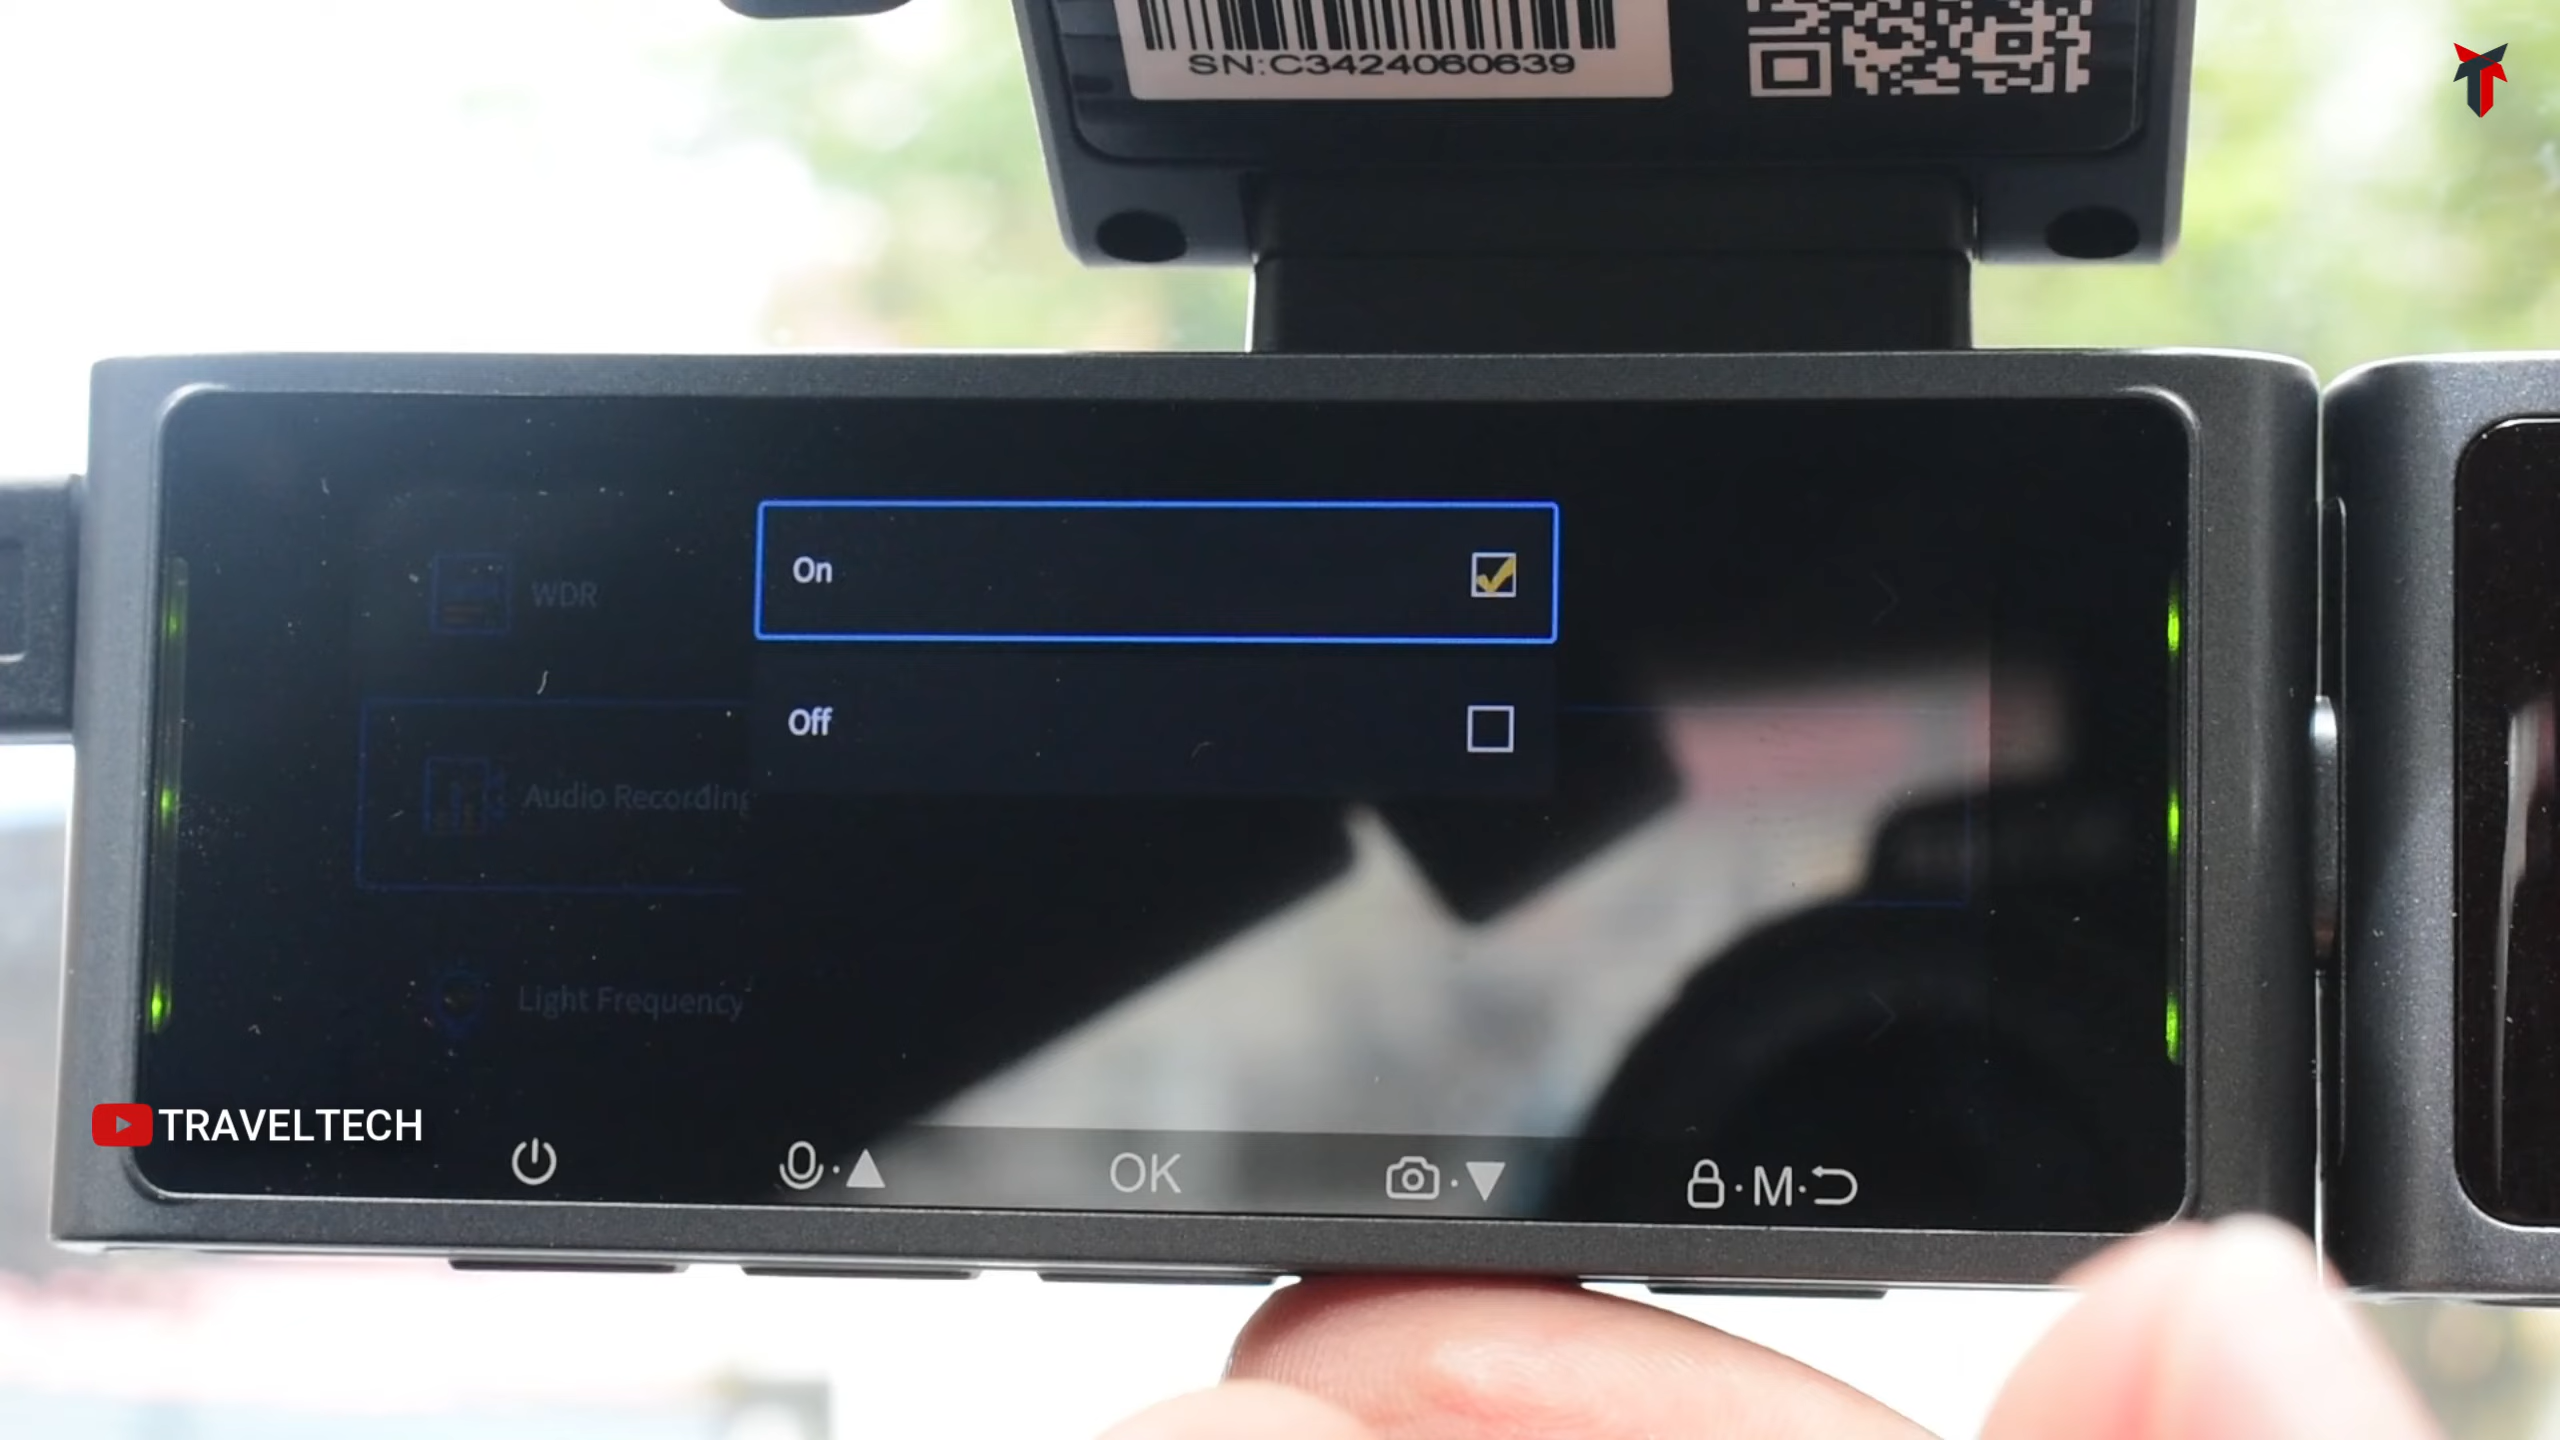 SN:C3424060639
On
WDR
Off
Audio Recording
Light Frequency
TRAVELTECH
OK
M